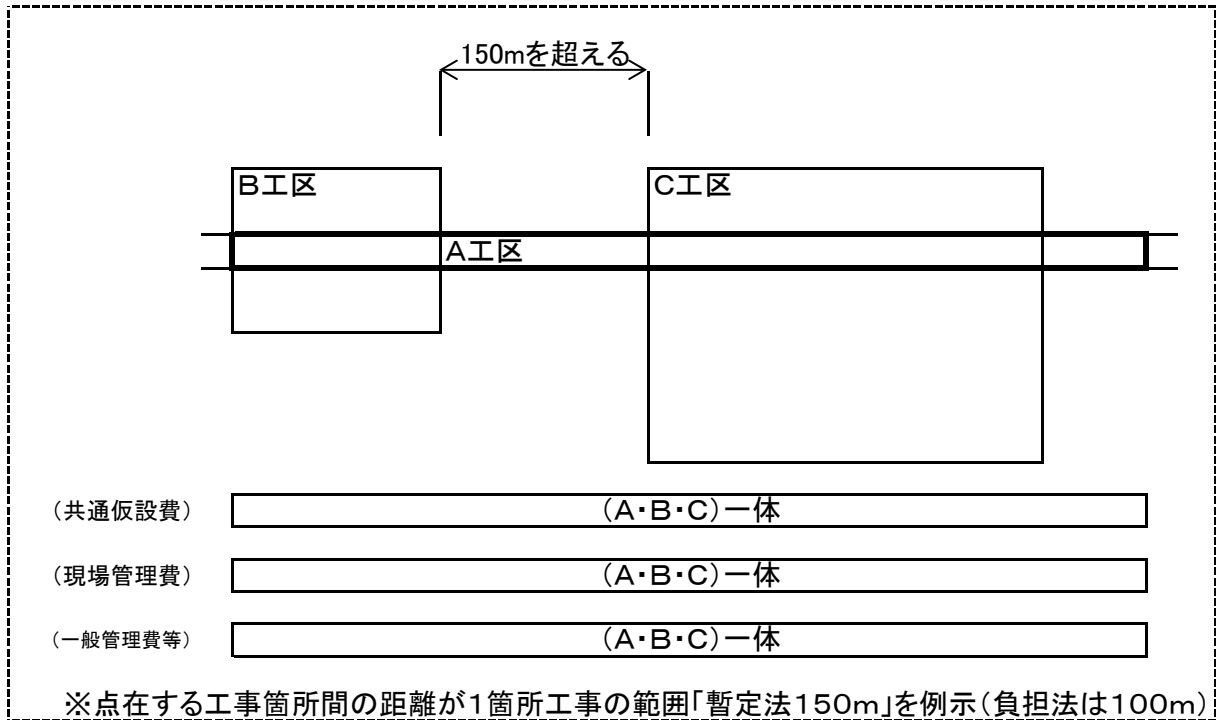 150mを超える
B工区
C工区
A工区
(共通仮設費)
(A・B・C)一体
(現場管理費)
(A・B・C)一体
(一般管理費等)
(A・B・C)一体
※点在する工事箇所間の距離が1箇所工事の範囲「暫定法150m」を例示(負担法は100m)